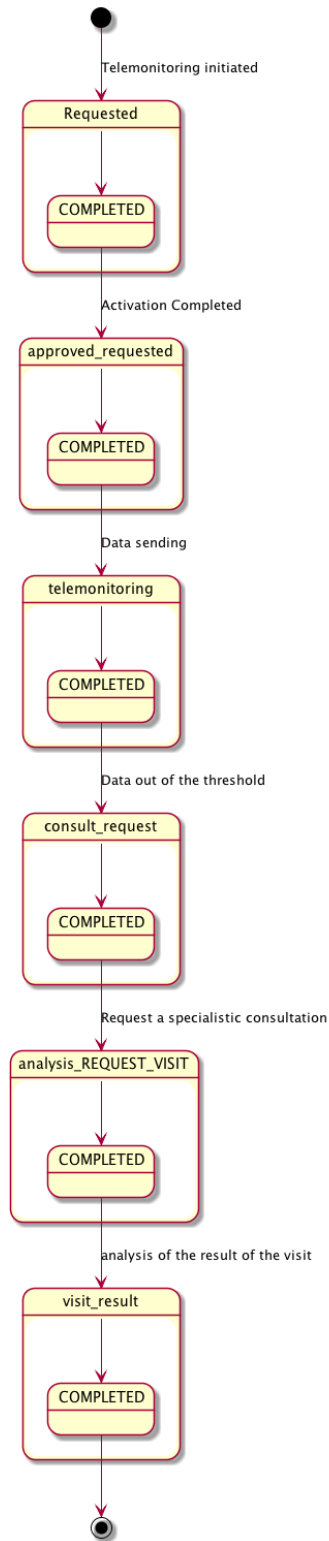 Telemonitoring initiated
Requested
COMPLETED
Activation Completed
approved_requested
COMPLETED
Data sending
telemonitoring
COMPLETED
Data out of the threshold
consult_request
COMPLETED
Request a specialistic consultation
analysis_REQUEST_VISIT
COMPLETED
analysis of the result of the visit
visit_result
COMPLETED